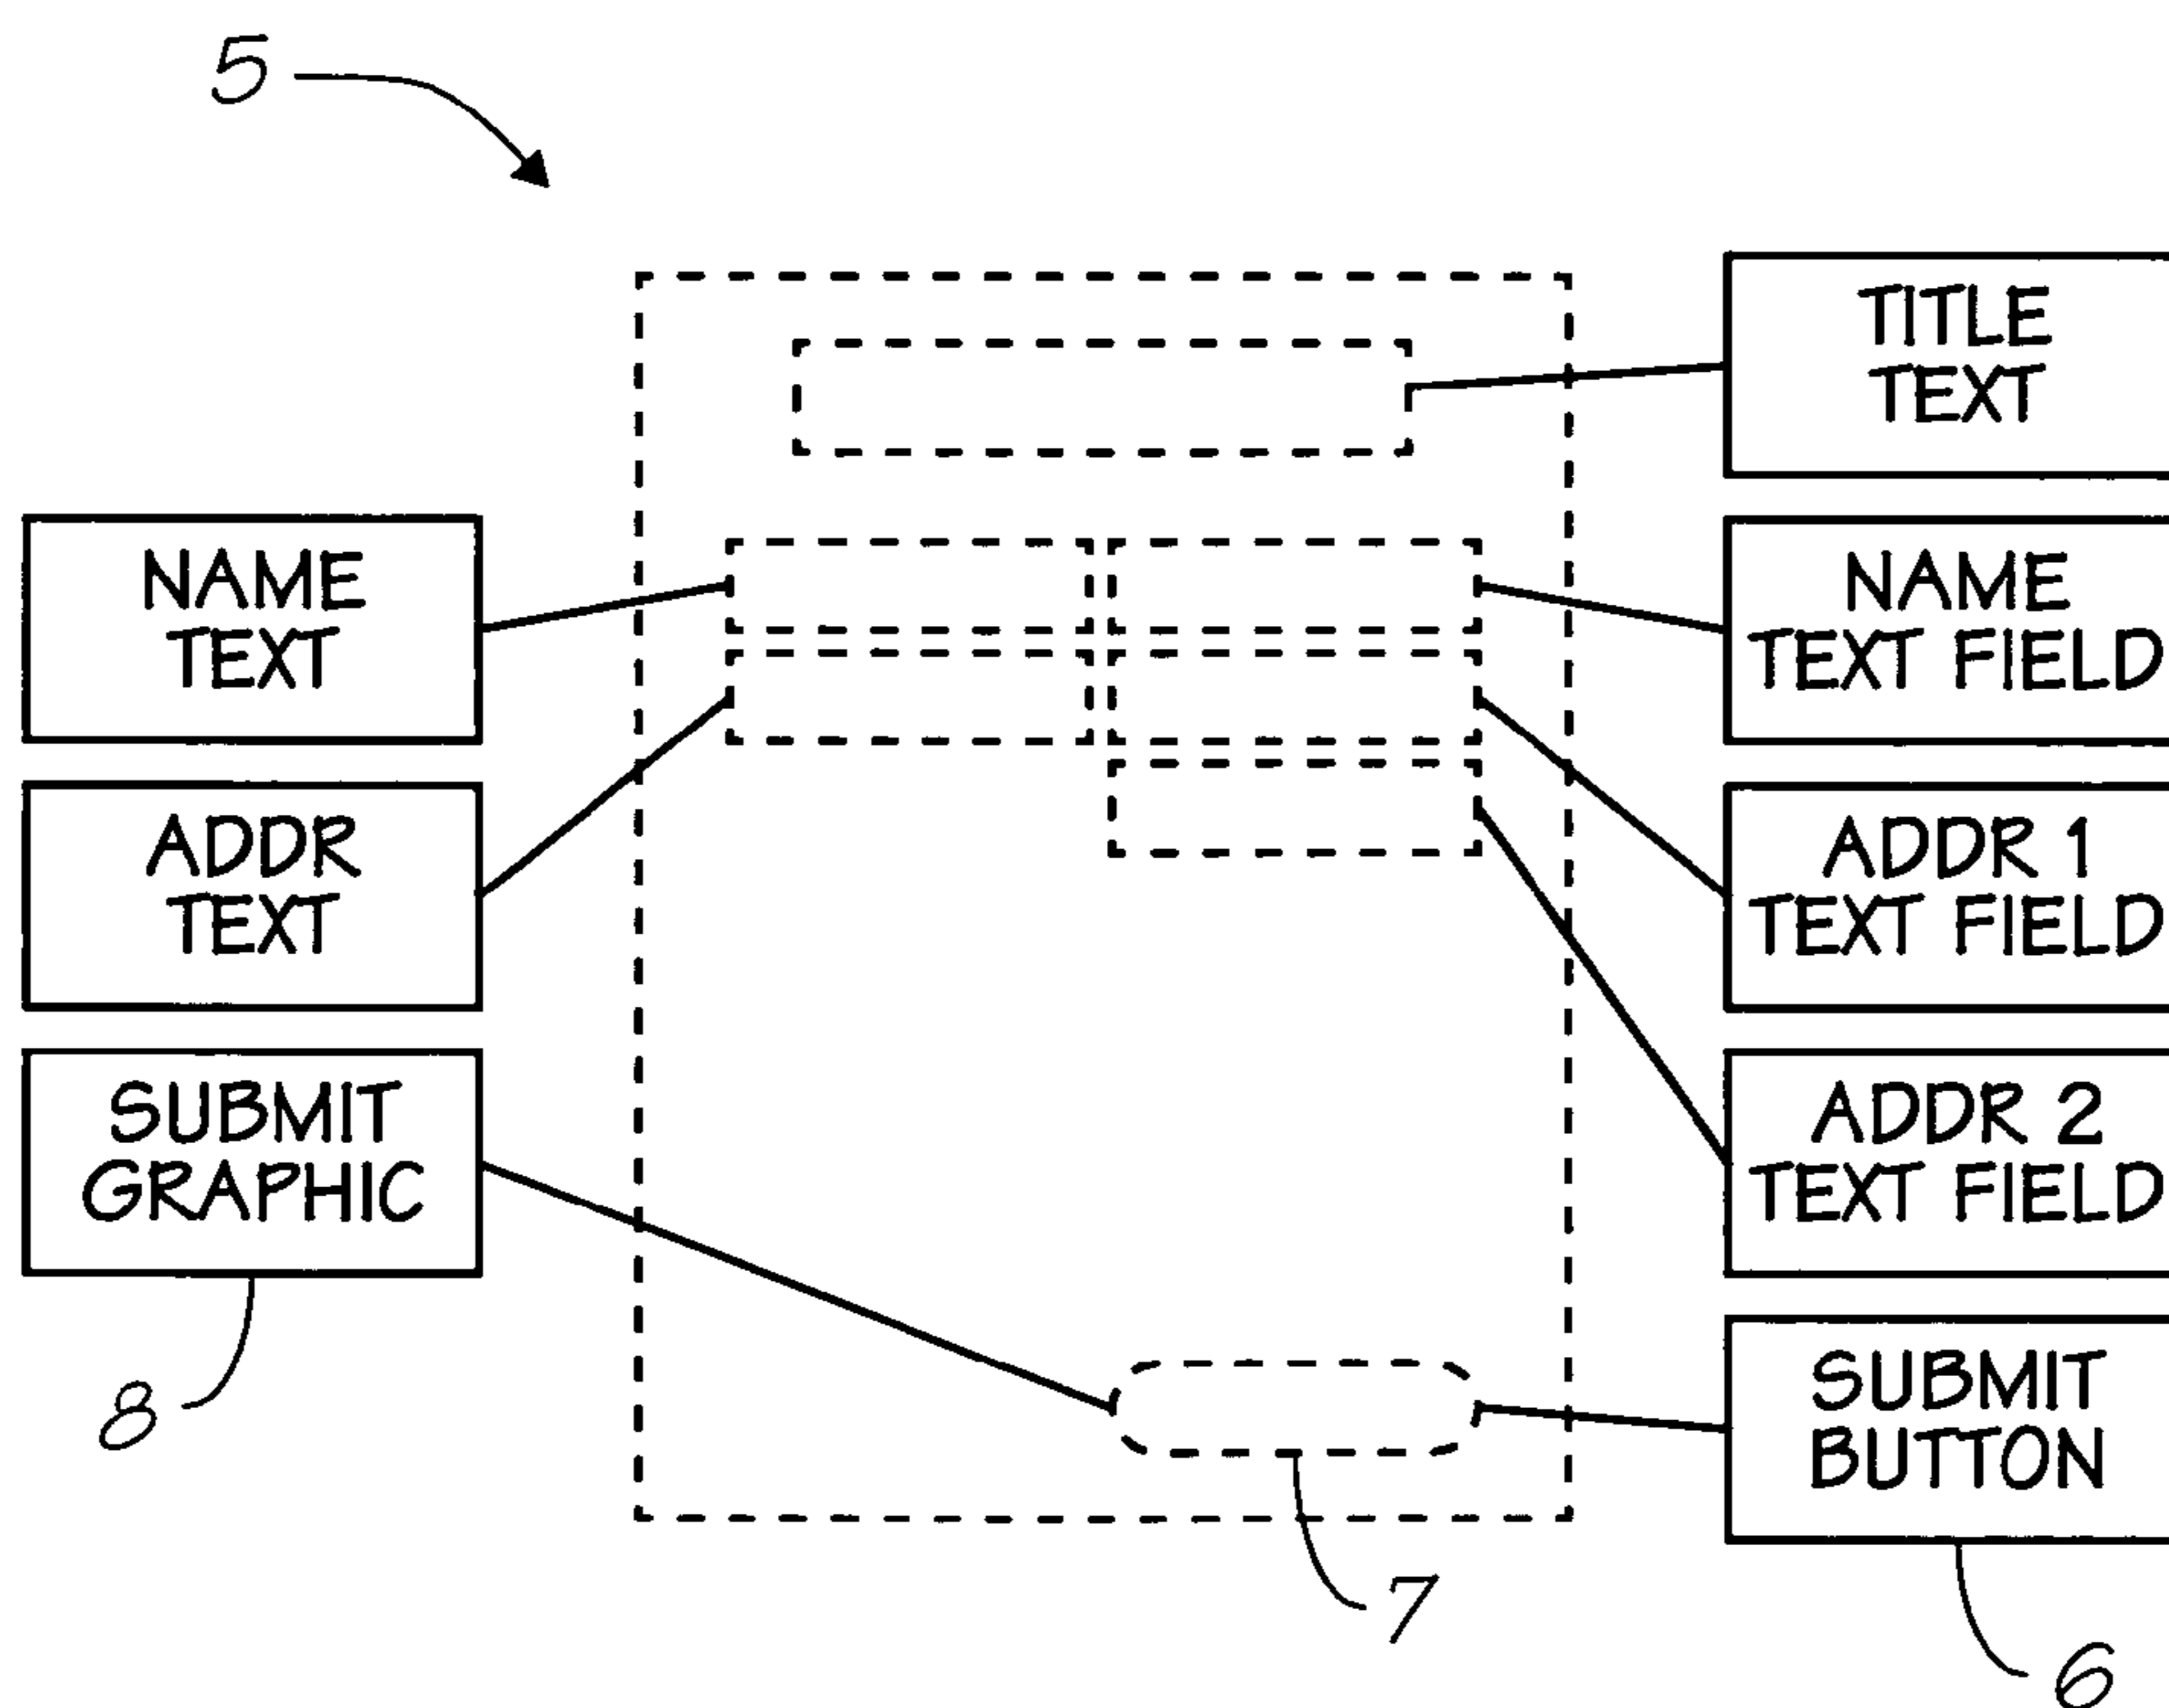 5
TITLE
TEXT
NAME
TEXT
NAME
TEXT FIELD
ADDR
TEXT
ADDR 1
TEXT FIELD
SUBMIT
GRAPHIC
ADDR 2
TEXT FIELD
SUBMIT
BUTTON
8
7
6